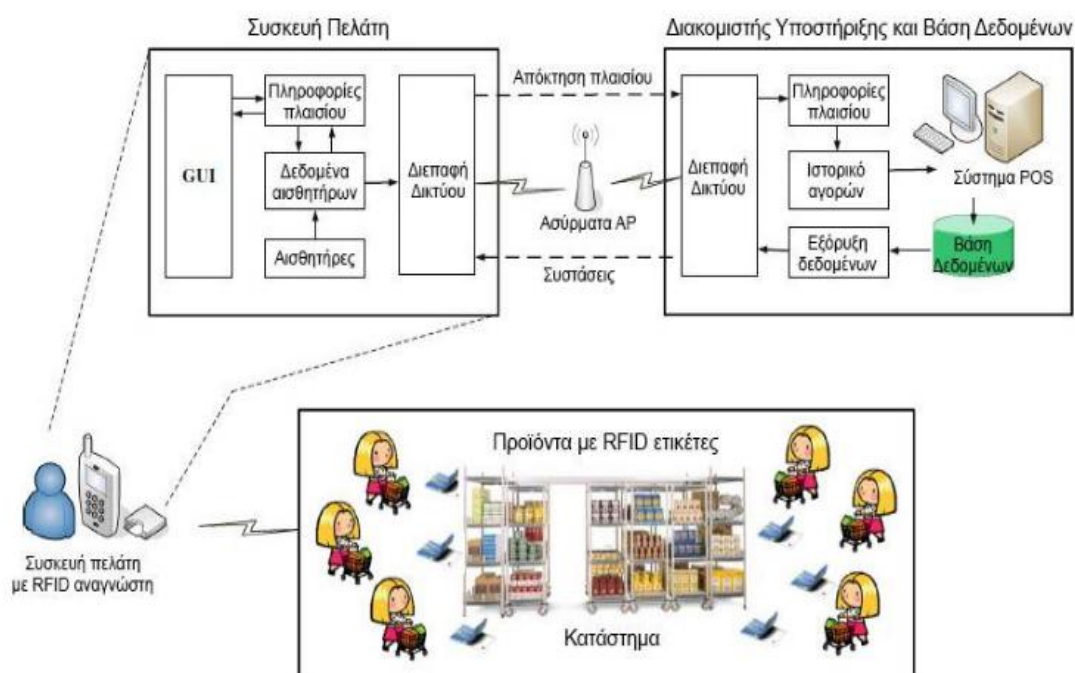 Συσκευή Πελάτη
Διακομιστής Υποστήριξης και Βάση Δεδομένων
GUI
Πληροφορίες
πλαισίου
Δεδομένα
αισθητήρων
Αισθητήρες
Διεπαφή
Δικτύου
Απόκτηση πλαισίου
Ασύρματα AP
Συστάσεις
Διεπαφή
Δικτύου
Πληροφορίες
πλαισίου
Ιστορικό
αγορών
Εξόρυξη
δεδομένων
Σύστημα POS
Βάση
Δεδομένων
Συσκευή πελάτη
με RFID αναγνώστη
Προϊόντα με RFID ετικέτες
Κατάστημα